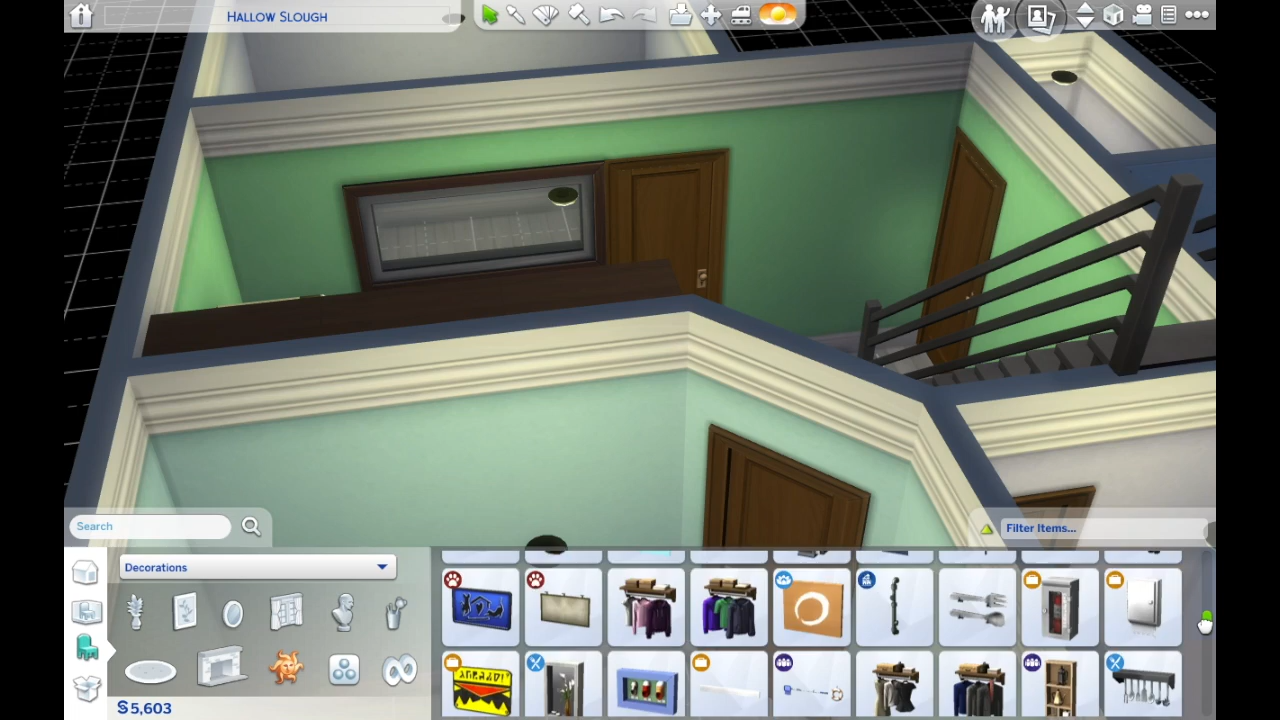 HALLOW SLOUGH
Search
Filter Items...
Decorations
§5,603